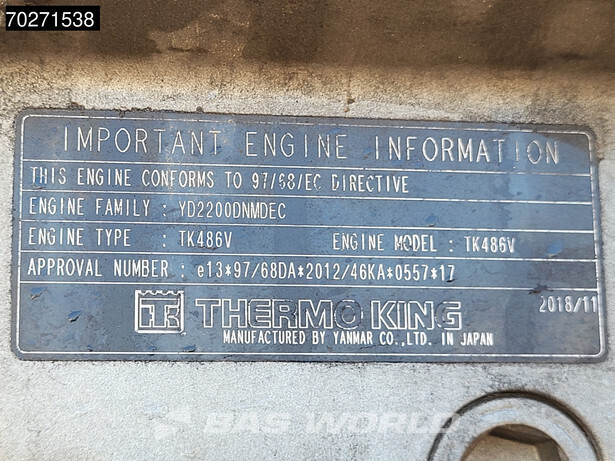 70271538
IMPORTANT ENGINE INFORMATION
THIS ENGINE CONFORMS TO 97/68/EC DIRECTIVE
ENGINE FAMILY : YD2200DNMDEC
ENGINE TYPE : TK486V ENGINE MODEL : TK486V
APPROVAL NUMBER : e13*97/68DA*2012/46KA*0557*17
TK THERMO KING 2018/11
MANUFACTURED BY YANMAR CO.,LTD. IN JAPAN
BAS WORLD